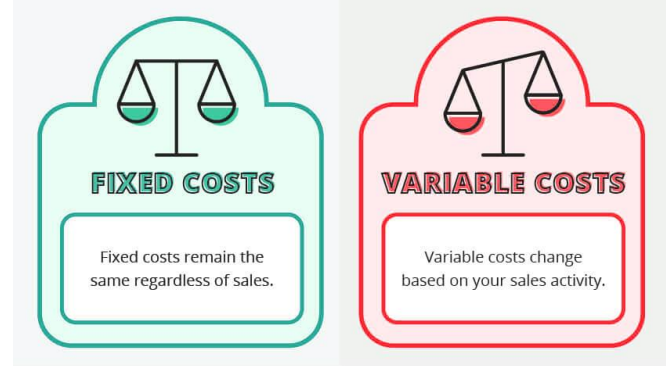 FIXED COSTS
Fixed costs remain the
same regardless of sales.
VARIABLE COSTS
Variable costs change
based on your sales activity.